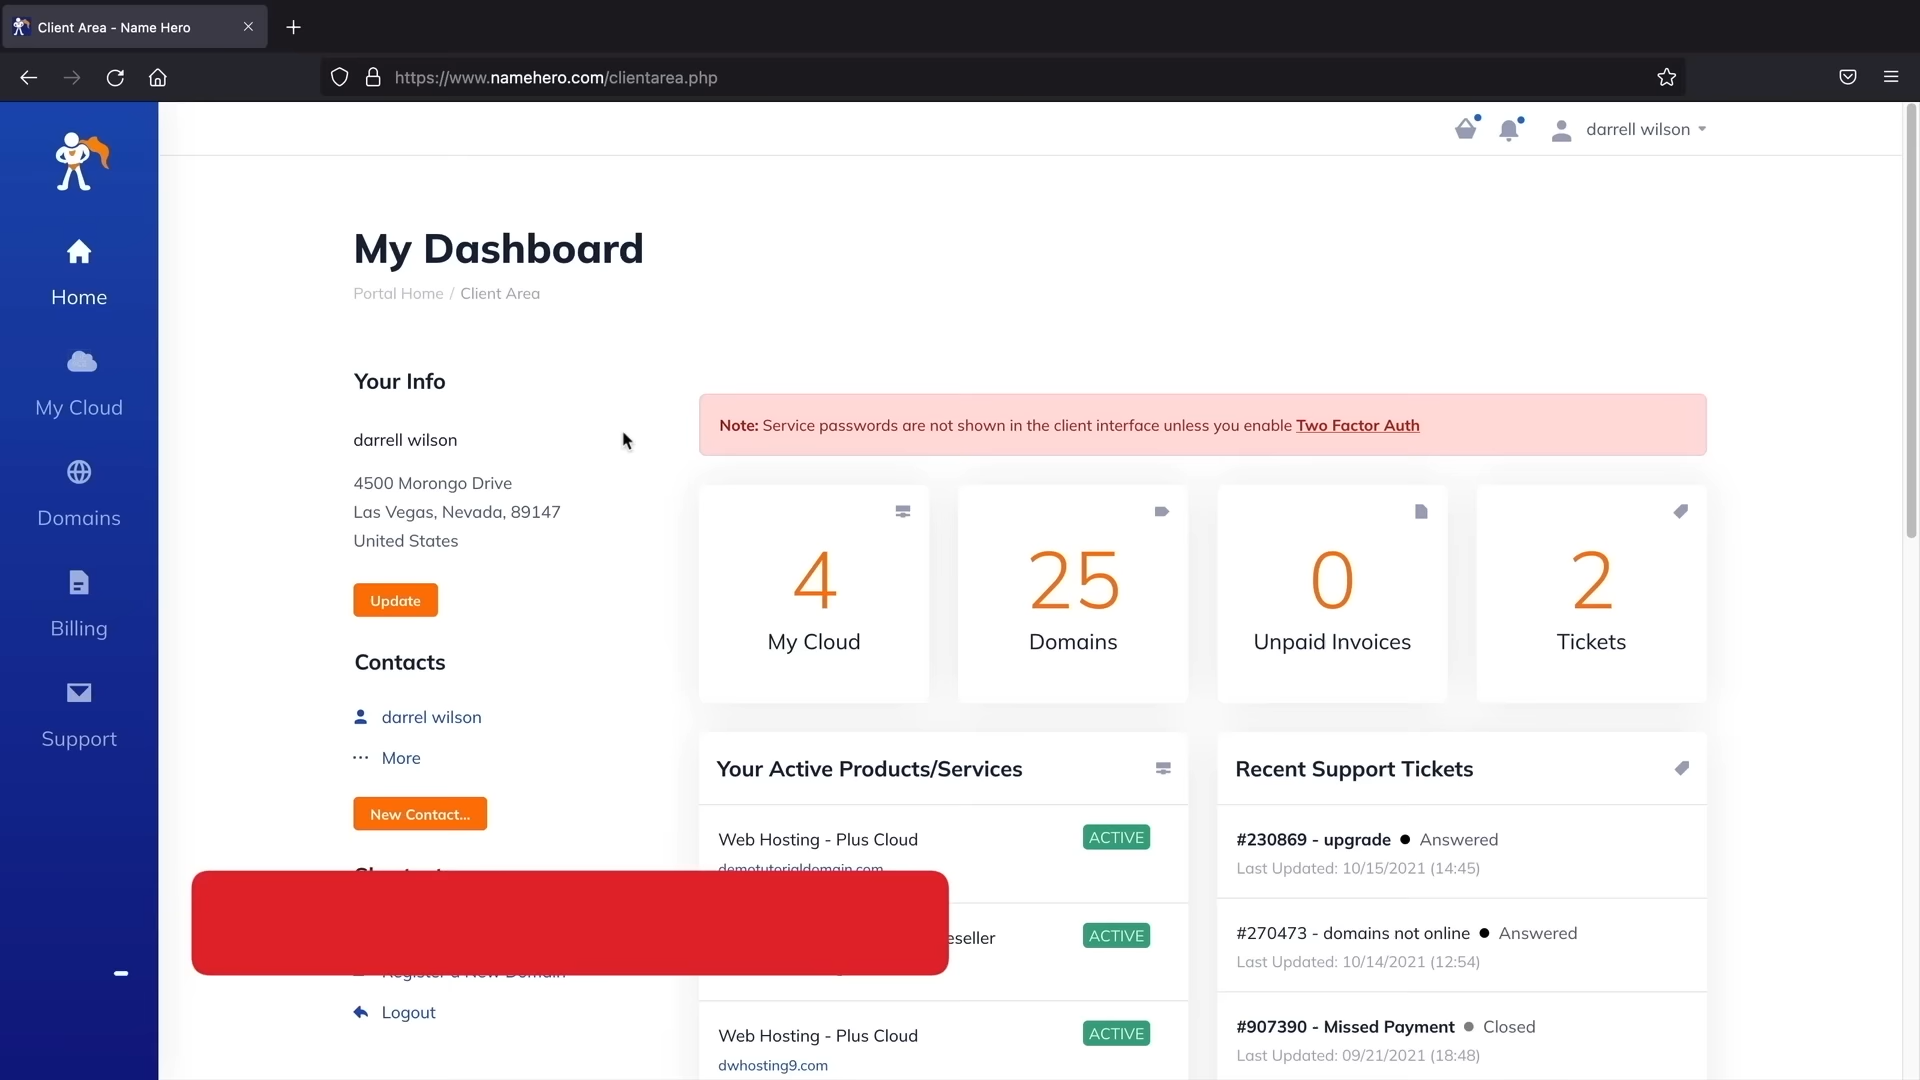 Client Area - Name Hero
https://www.namehero.com/clientarea.php
darrell wilson
Home
My Cloud
Domains
Billing
Support
My Dashboard
Portal Home / Client Area
Your Info
darrell wilson
4500 Morongo Drive
Las Vegas, Nevada, 89147
United States
Update
Contacts
darrel wilson
More
New Contact...
Register a New Domain
Logout
Note: Service passwords are not shown in the client interface unless you enable Two Factor Auth
4
My Cloud
25
Domains
0
Unpaid Invoices
2
Tickets
Your Active Products/Services
Web Hosting - Plus Cloud
ACTIVE
demotutorialdomain.com
eseller
ACTIVE
Web Hosting - Plus Cloud
ACTIVE
dwhosting9.com
Recent Support Tickets
#230869 - upgrade ● Answered
Last Updated: 10/15/2021 (14:45)
#270473 - domains not online ● Answered
Last Updated: 10/14/2021 (12:54)
#907390 - Missed Payment ● Closed
Last Updated: 09/21/2021 (18:48)